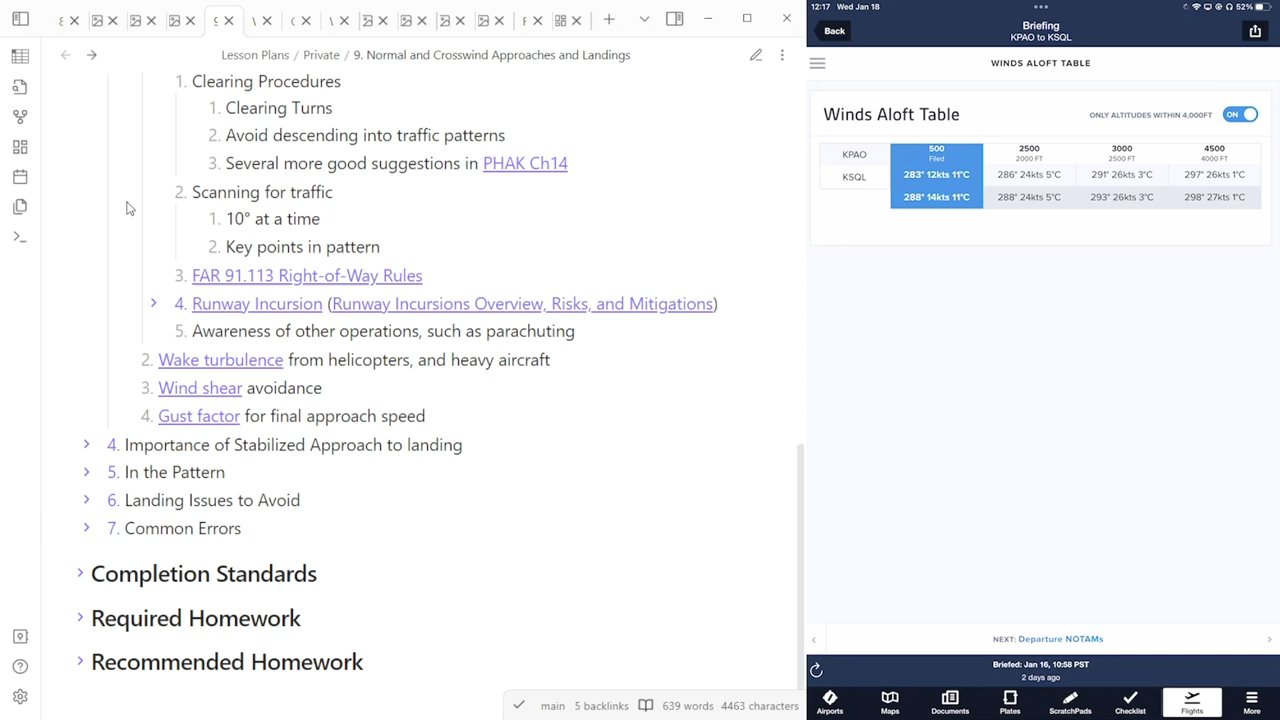 8
9
V
C
V
F
Lesson Plans / Private / 9. Normal and Crosswind Approaches and Landings
1. Clearing Procedures
1. Clearing Turns
2. Avoid descending into traffic patterns
3. Several more good suggestions in PHAK Ch14
2. Scanning for traffic
1. 10° at a time
2. Key points in pattern
3. FAR 91.113 Right-of-Way Rules
4. Runway Incursion (Runway Incursions Overview, Risks, and Mitigations)
5. Awareness of other operations, such as parachuting
2. Wake turbulence from helicopters, and heavy aircraft
3. Wind shear avoidance
4. Gust factor for final approach speed
4. Importance of Stabilized Approach to landing
5. In the Pattern
6. Landing Issues to Avoid
7. Common Errors
Completion Standards
Required Homework
Recommended Homework
main 5 backlinks 639 words 4463 characters
12:17 Wed Jan 18 52%
Back
Briefing
KPAO to KSQL
WINDS ALOFT TABLE
Winds Aloft Table ONLY ALTITUDES WITHIN 4,000FT ON
500 2500 3000 4500
Filed 2000 FT 2500 FT 4000 FT
KPAO 283° 12kts 11°C 286° 24kts 5°C 291° 26kts 3°C 297° 26kts 1°C
KSQL 288° 14kts 11°C 288° 24kts 5°C 293° 26kts 3°C 298° 27kts 1°C
NEXT: Departure NOTAMs
Briefed: Jan 16, 10:58 PST
2 days ago
Airports Maps Documents Plates ScratchPads Checklist Flights More